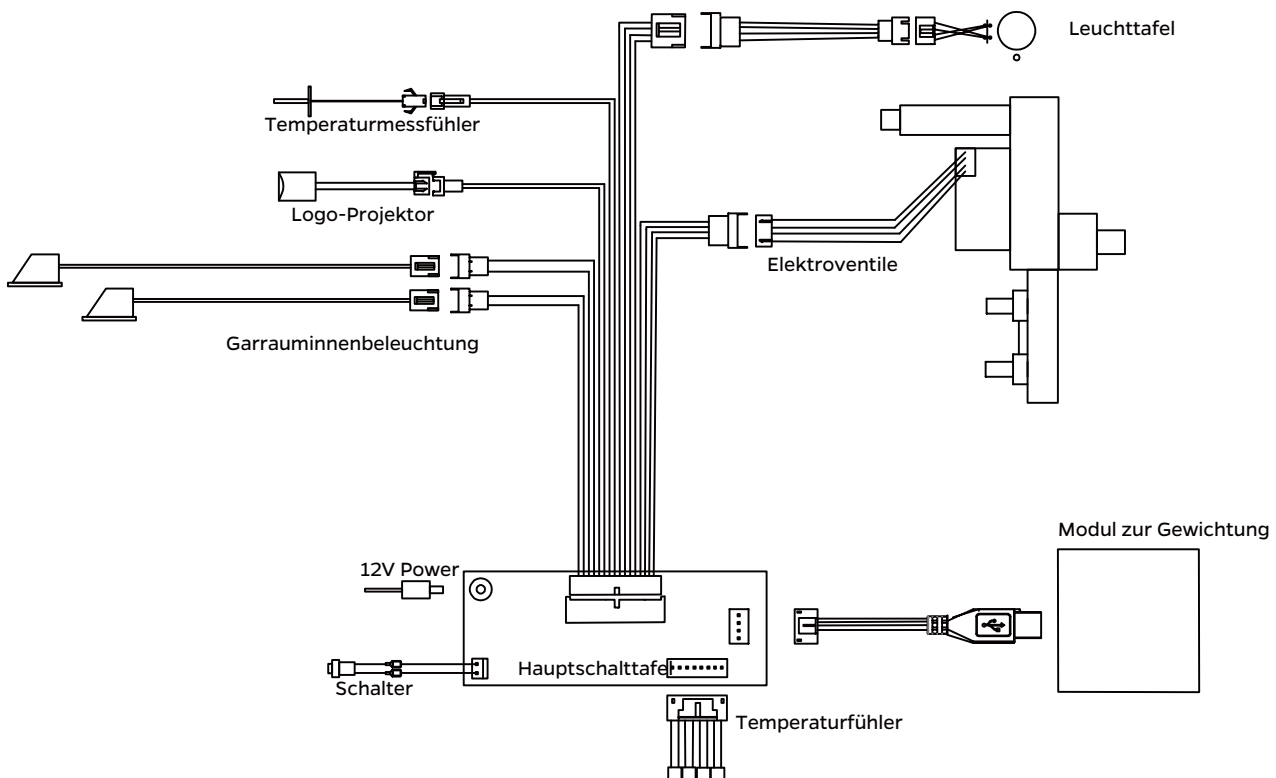 Leuchttafel
Temperaturmessfühler
Logo-Projektor
Elektroventile
Garrauminnenbeleuchtung
Modul zur Gewichtung
12V Power
Hauptschalttafel
Schalter
Temperaturfühler